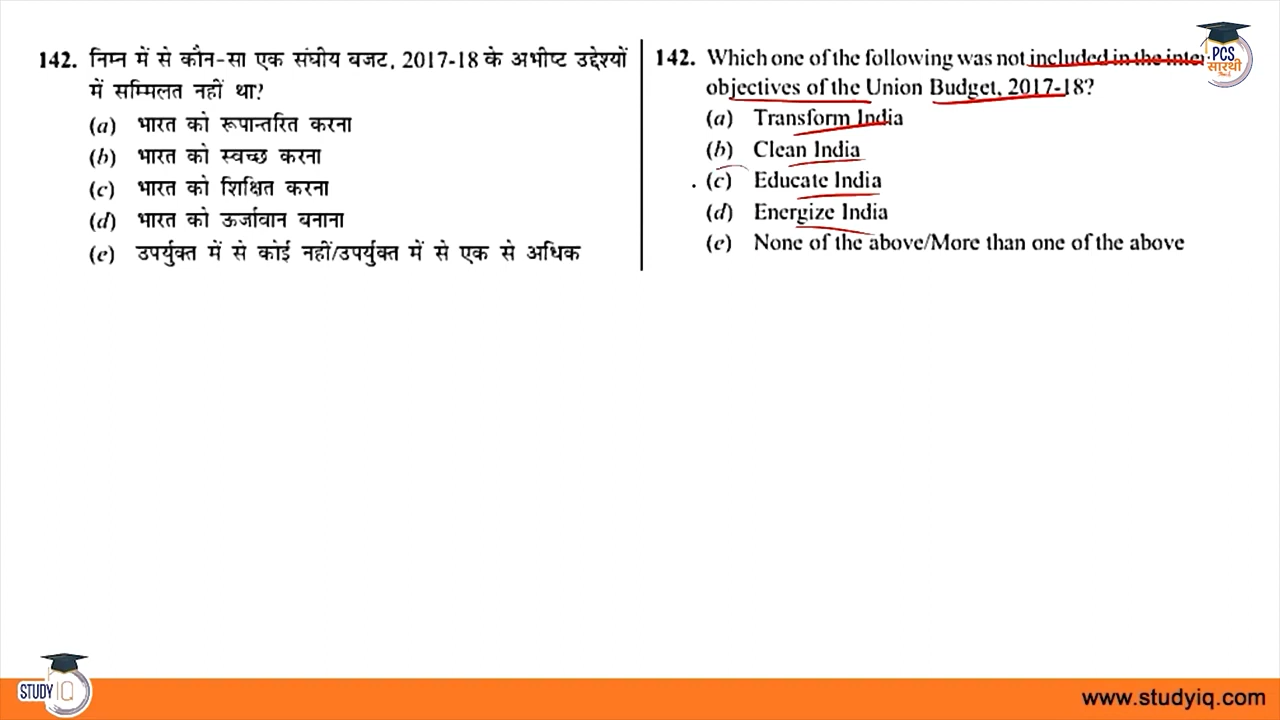 142. निम्न में से कौन-सा एक संघीय बजट, 2017-18 के अभीष्ट उद्देश्यों
में सम्मिलत नहीं था?
(a) भारत को रूपान्तरित करना
(b) भारत को स्वच्छ करना
(c) भारत को शिक्षित करना
(d) भारत को ऊर्जावान बनाना
(e) उपर्युक्त में से कोई नहीं/उपर्युक्त में से एक से अधिक
142. Which one of the following was not included in the inter
objectives of the Union Budget, 2017-18?
(a) Transform India
(b) Clean India
(c) Educate India
(d) Energize India
(e) None of the above/More than one of the above
PCS
सारथी
STUDY IQ
www.studyiq.com